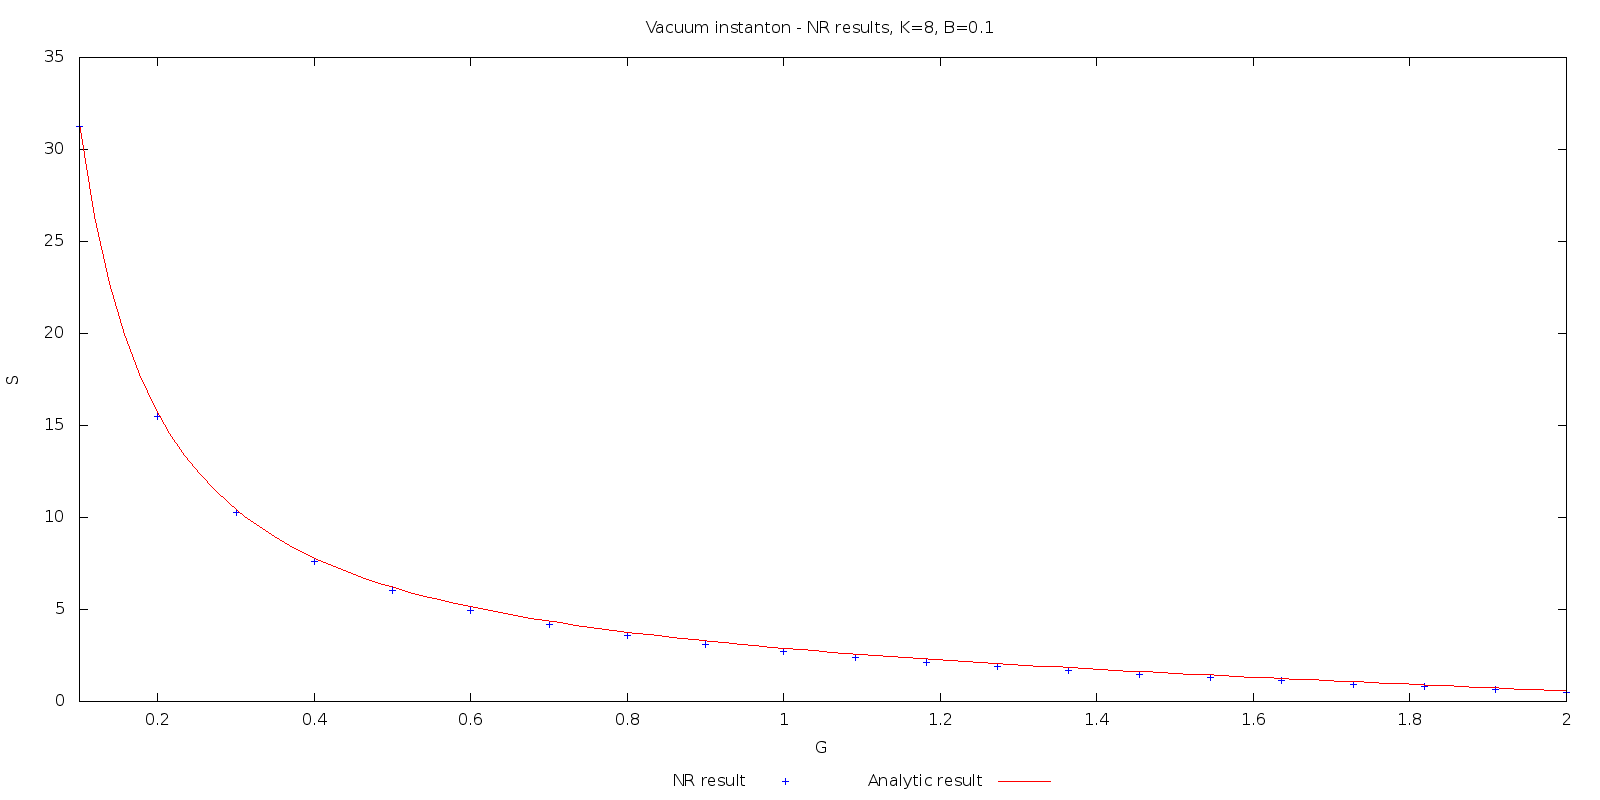 Vacuum instanton - NR results, K=8, B=0.1
35
30
25
20
15
10
5
0
S
0.2 0.4 0.6 0.8 1 1.2 1.4 1.6 1.8 2
G
NR result Analytic result